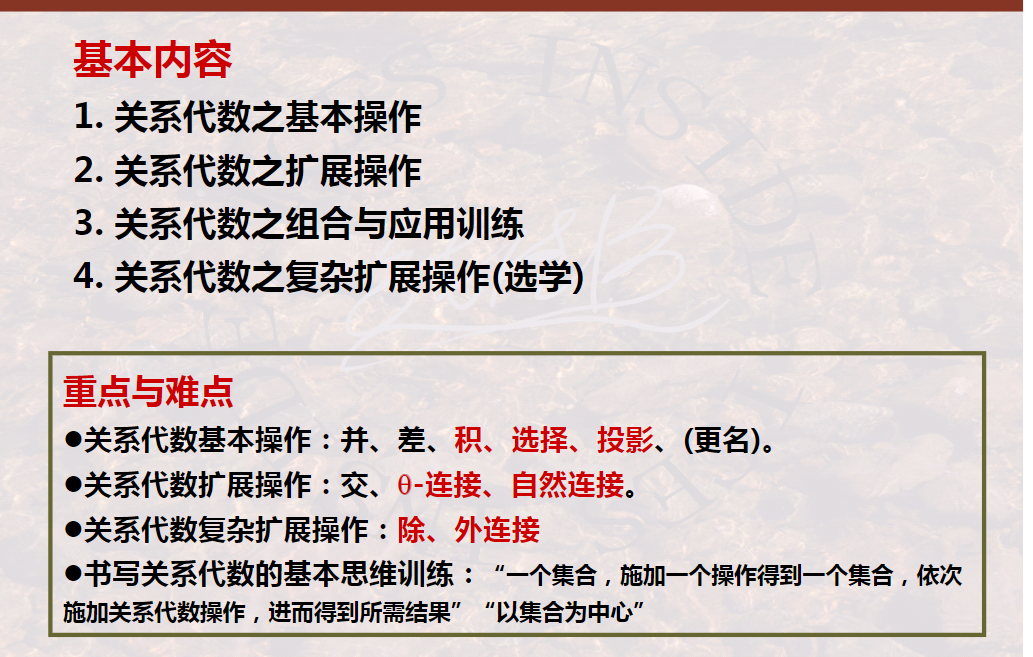 基本内容
1. 关系代数之基本操作
2. 关系代数之扩展操作
3. 关系代数之组合与应用训练
4. 关系代数之复杂扩展操作(选学)
重点与难点
●关系代数基本操作：并、差、积、选择、投影、(更名)。
●关系代数扩展操作：交、θ-连接、自然连接。
●关系代数复杂扩展操作：除、外连接
●书写关系代数的基本思维训练：“一个集合，施加一个操作得到一个集合，依次
施加关系代数操作，进而得到所需结果”“以集合为中心”